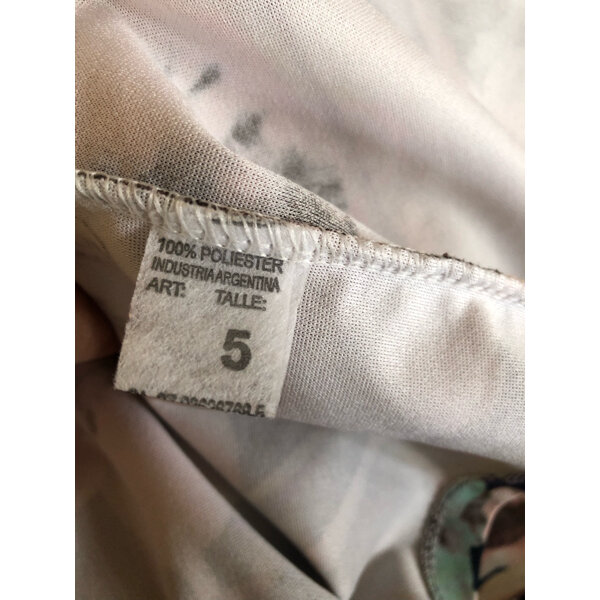 100% POLIESTER
INDUSTRIA ARGENTINA
ART: TALLE:
5